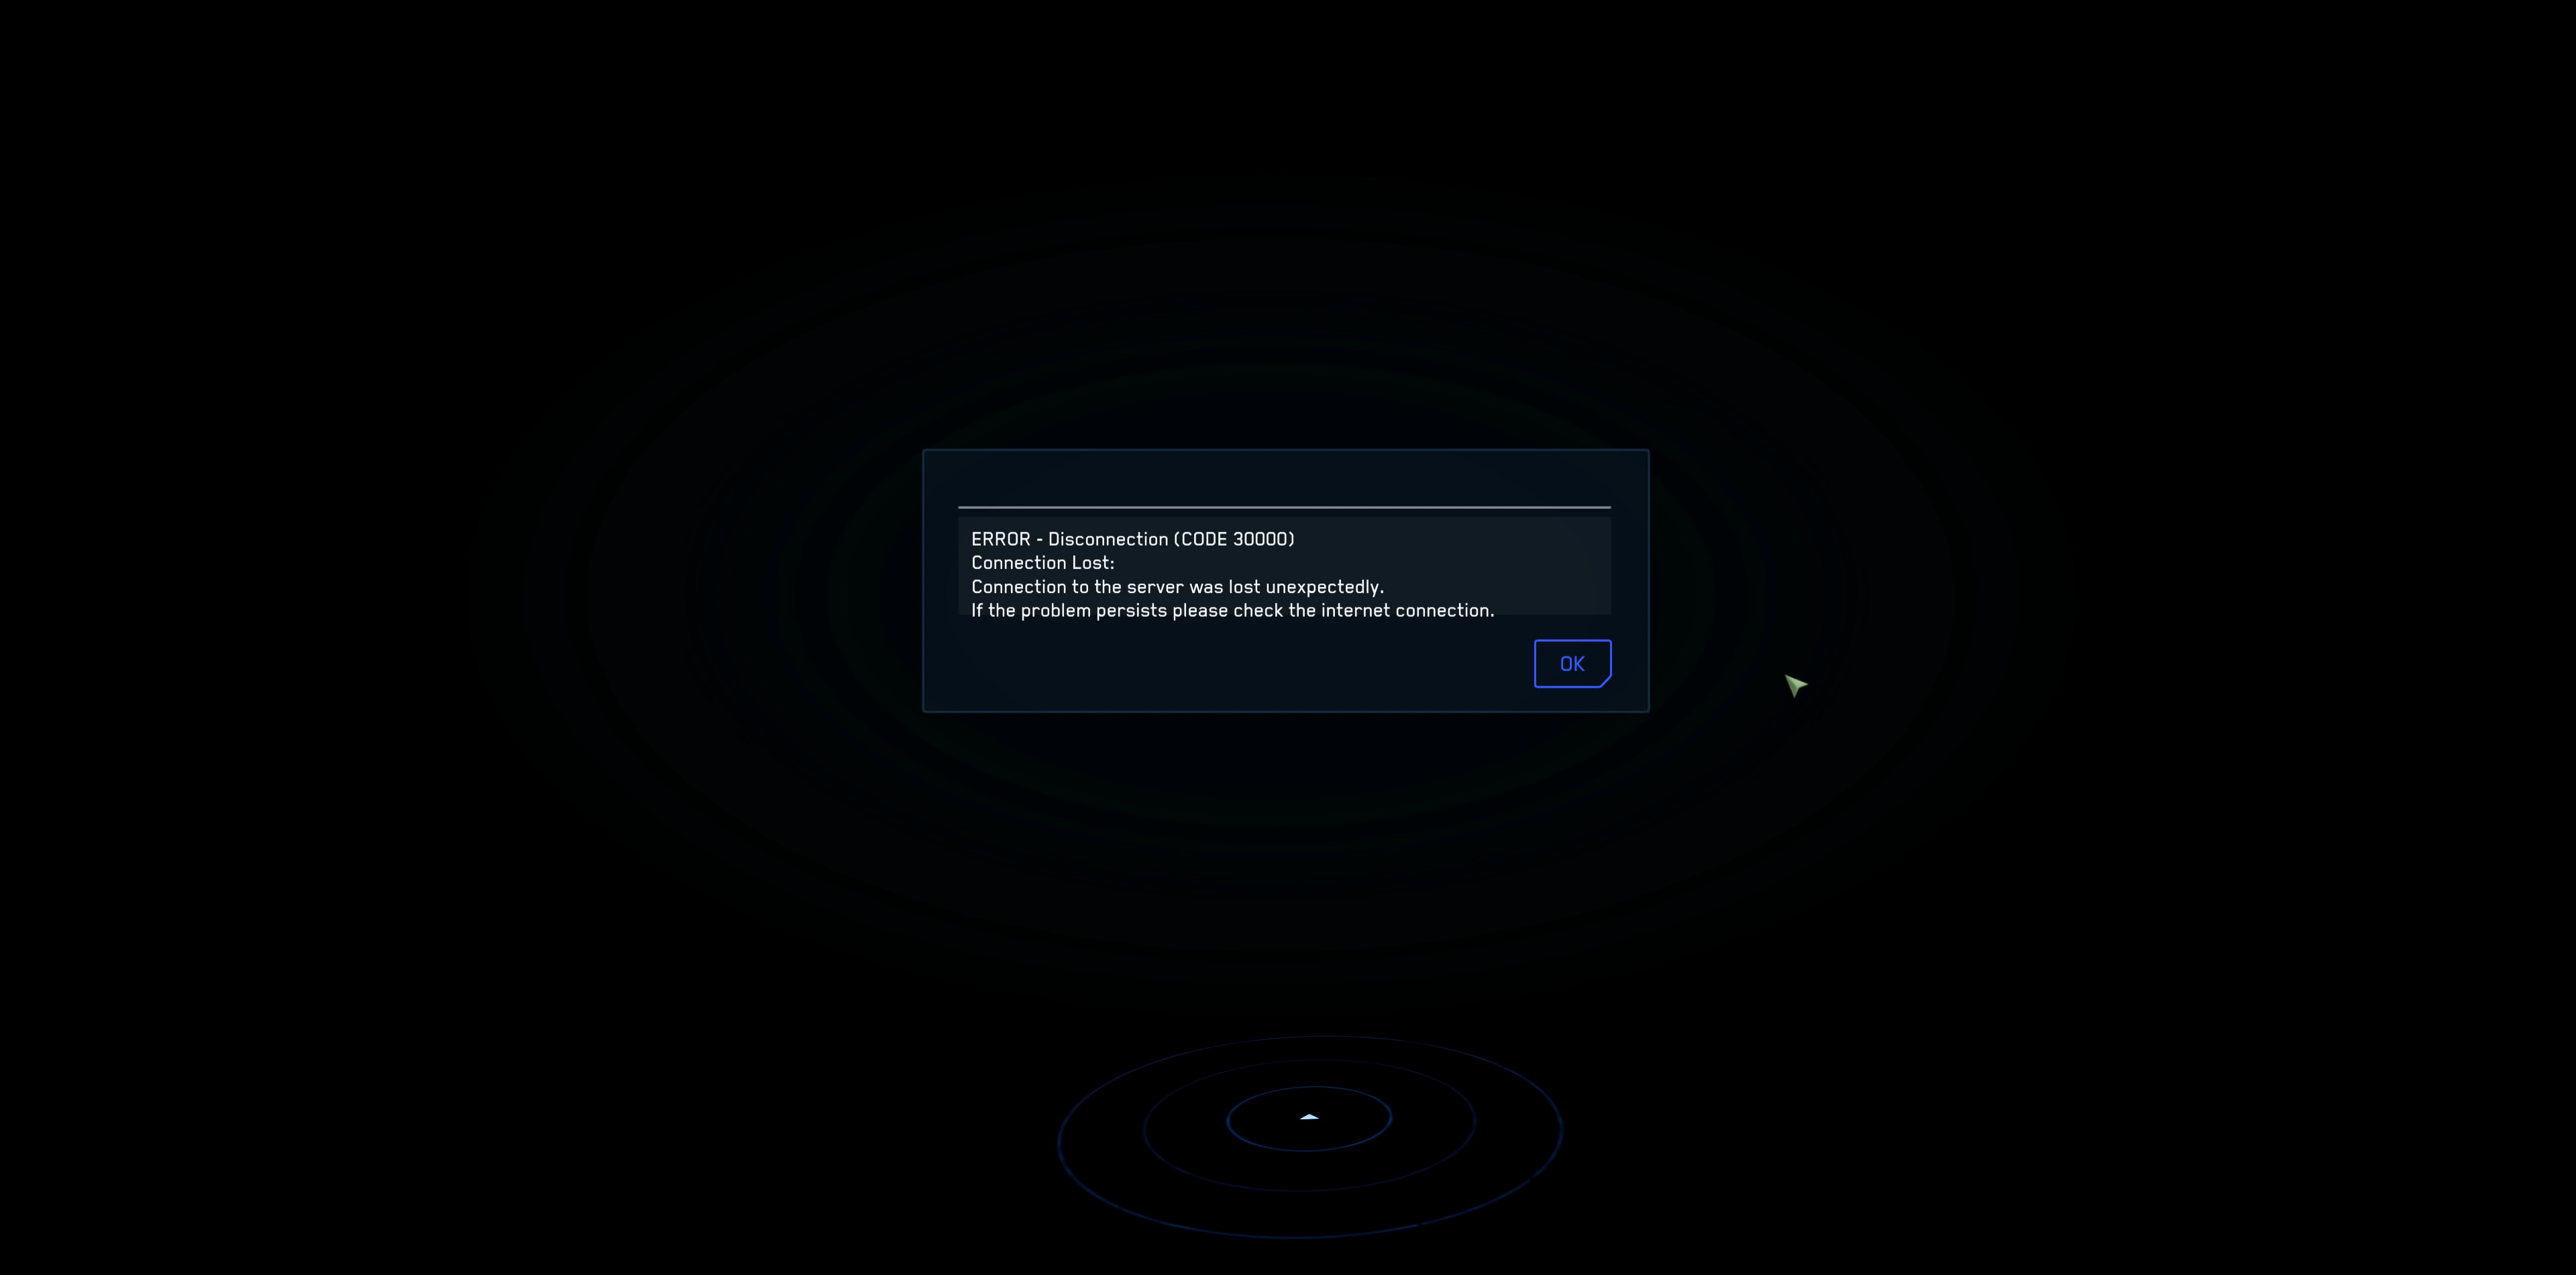 ERROR - Disconnection (CODE 30000)
Connection Lost:
Connection to the server was lost unexpectedly.
If the problem persists please check the internet connection.
OK